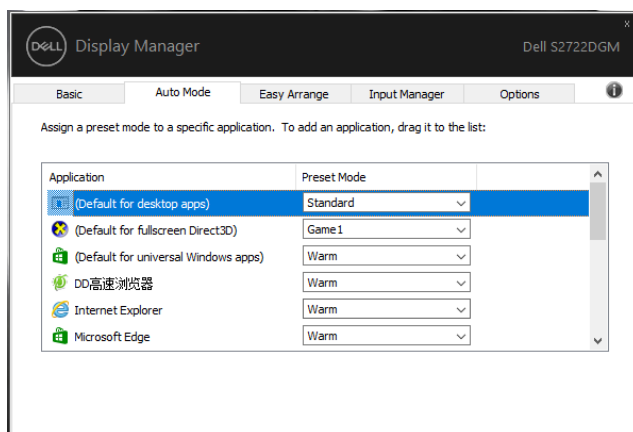 DELL Display Manager Dell S2722DGM
Basic Auto Mode Easy Arrange Input Manager Options
Assign a preset mode to a specific application. To add an application, drag it to the list:
Application Preset Mode
(Default for desktop apps) Standard
(Default for fullscreen Direct3D) Game1
(Default for universal Windows apps) Warm
DD高速浏览器 Warm
Internet Explorer Warm
Microsoft Edge Warm